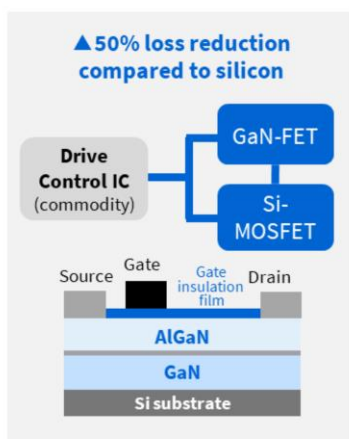 ▲50% loss reduction
compared to silicon
GaN-FET
Drive
Control IC
(commodity)
Si-
MOSFET
Source
Gate
Gate
insulation
film
Drain
AlGaN
GaN
Si substrate